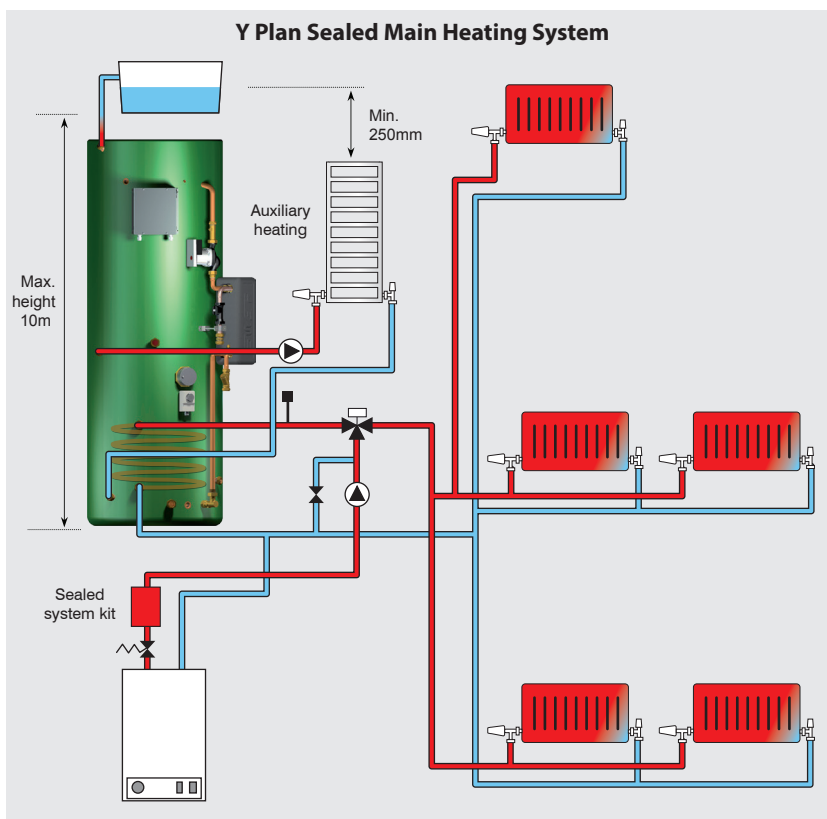 Y Plan Sealed Main Heating System
Min.
250mm
Auxiliary
heating
Max.
height
10m
Sealed
system kit